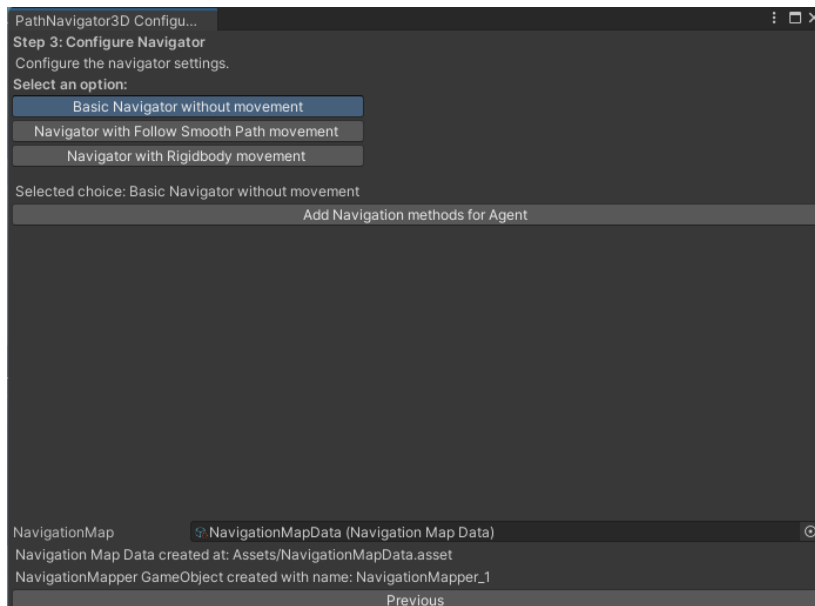 PathNavigator3D Configu...
Step 3: Configure Navigator
Configure the navigator settings.
Select an option:
Basic Navigator without movement
Navigator with Follow Smooth Path movement
Navigator with Rigidbody movement
Selected choice: Basic Navigator without movement
Add Navigation methods for Agent
NavigationMap NavigationMapData (Navigation Map Data)
Navigation Map Data created at: Assets/NavigationMapData.asset
NavigationMapper GameObject created with name: NavigationMapper_1
Previous